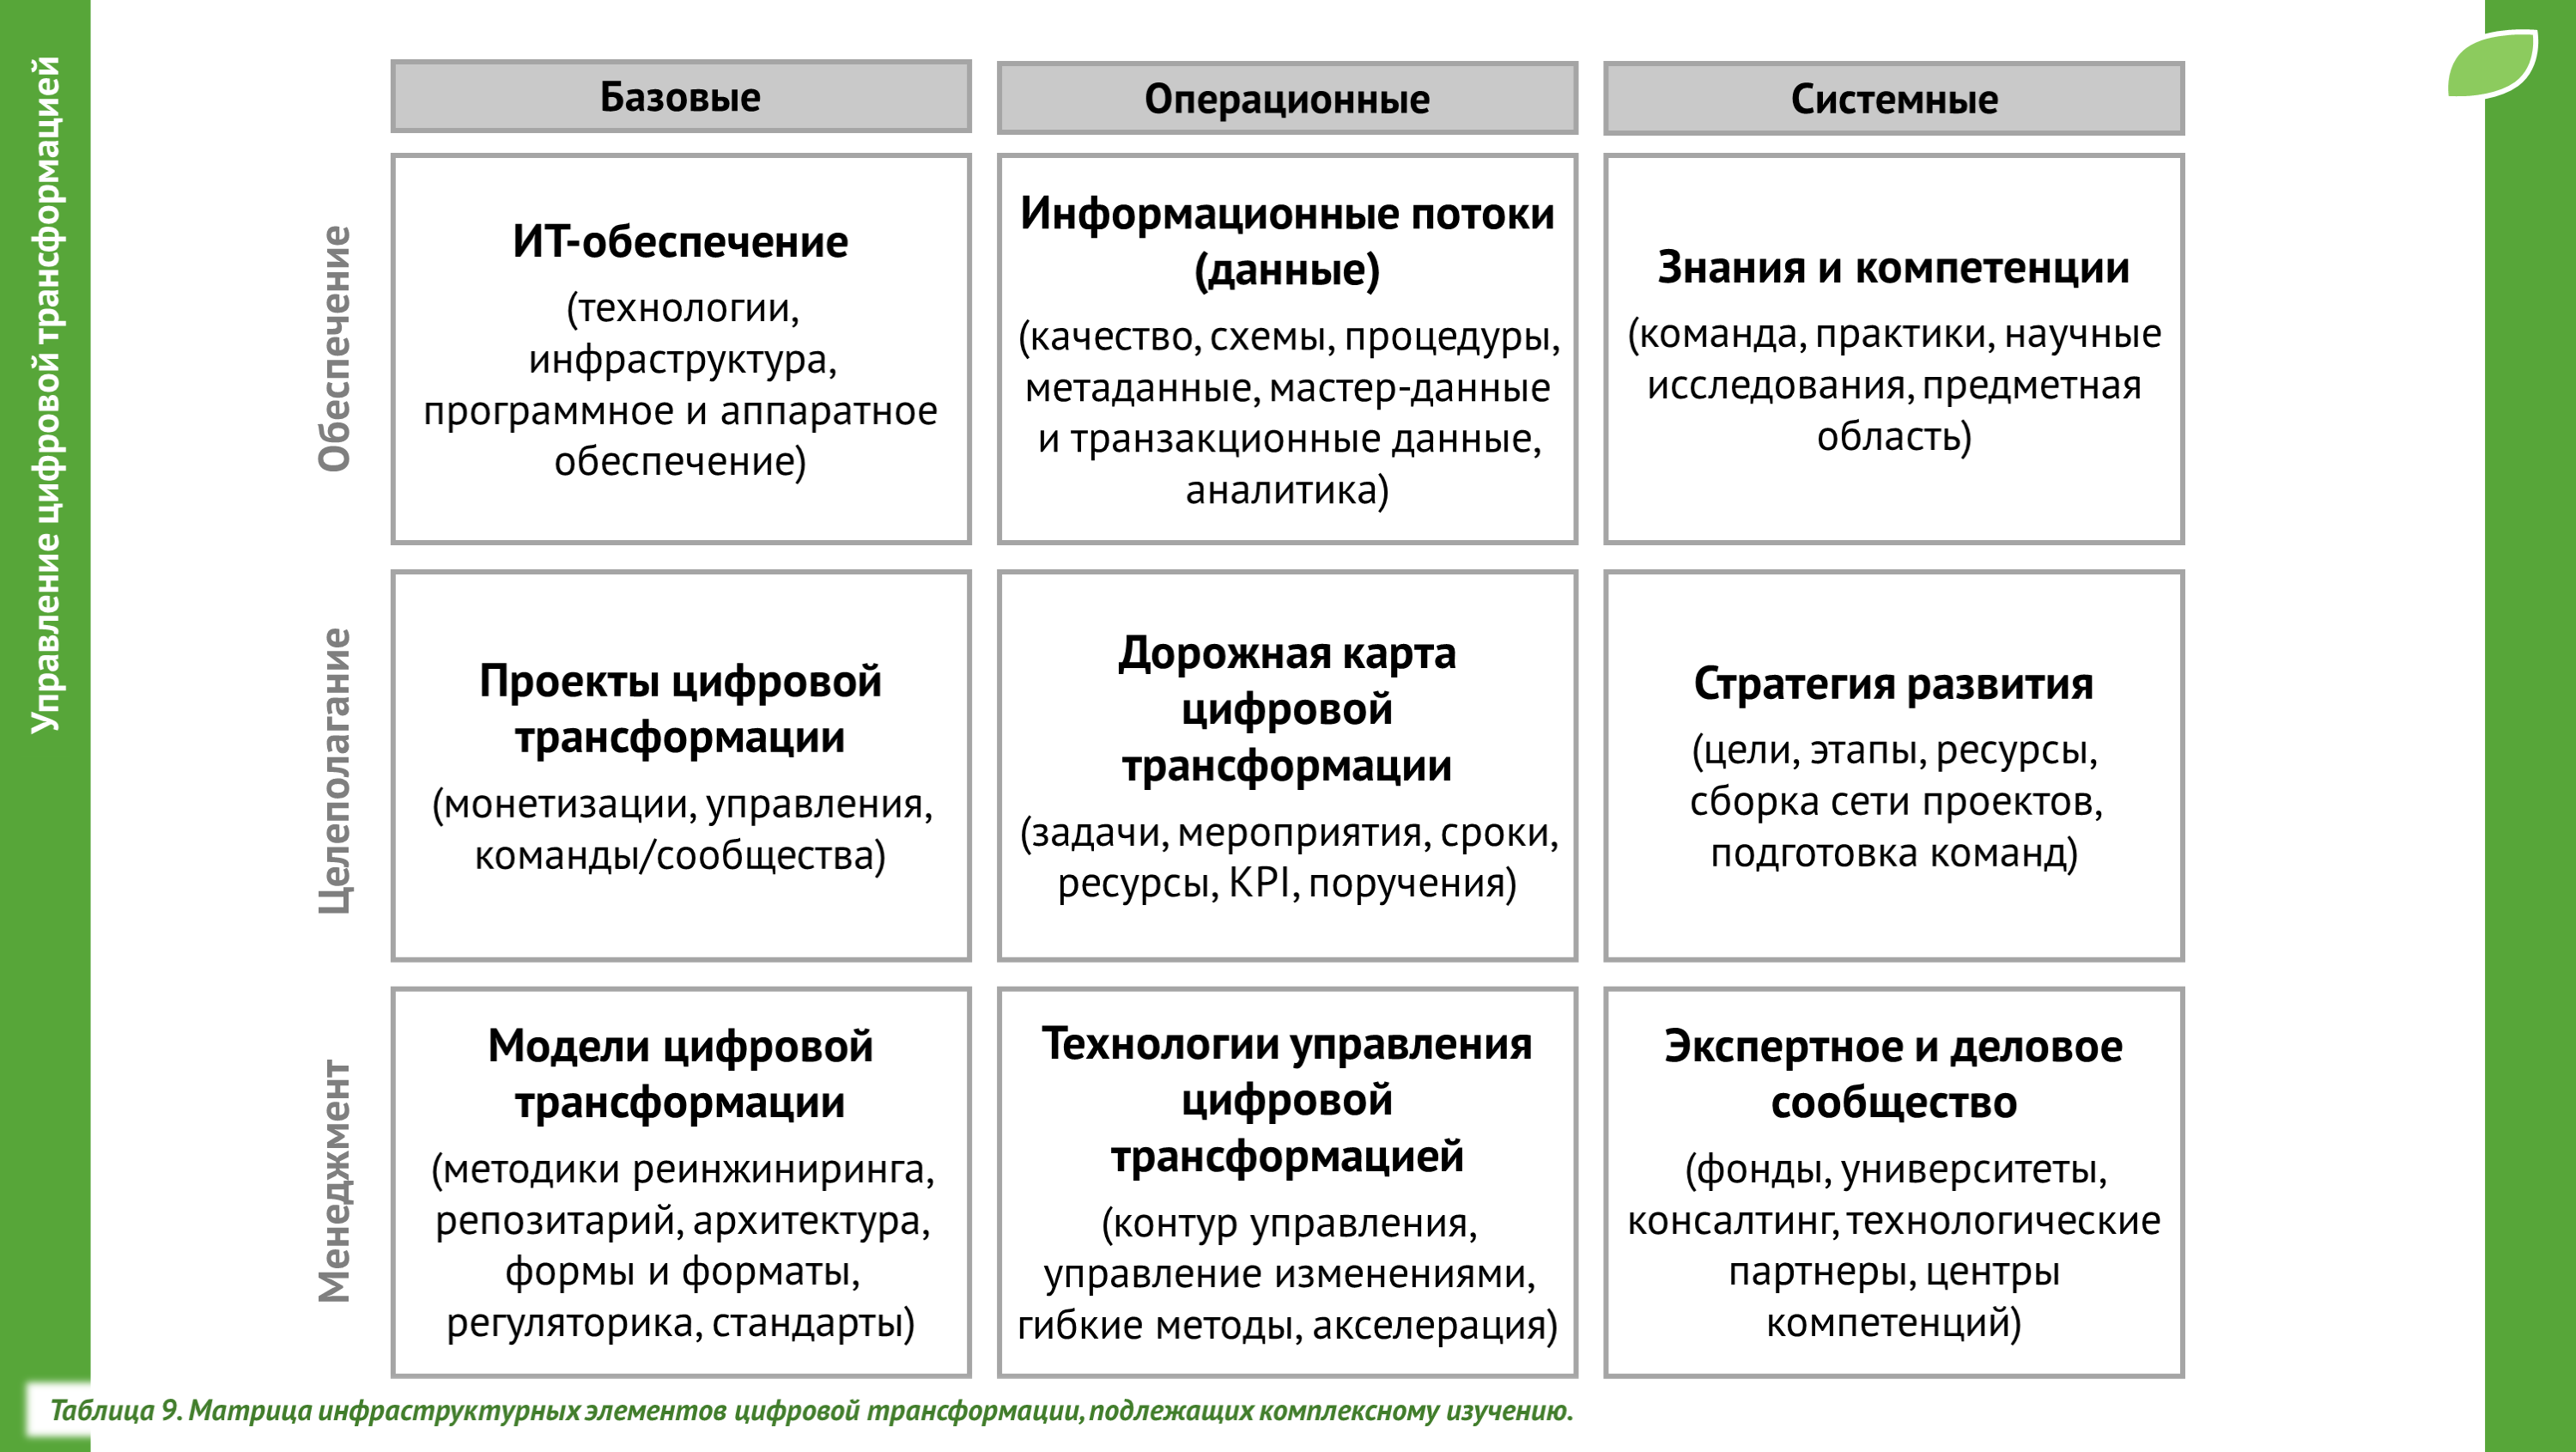 Управление цифровой трансформацией
Базовые
Операционные
Системные
Обеспечение
ИТ-обеспечение
(технологии,
инфраструктура,
программное и аппаратное
обеспечение)
Информационные потоки
(данные)
(качество, схемы, процедуры,
метаданные, мастер-данные
и транзакционные данные,
аналитика)
Знания и компетенции
(команда, практики, научные
исследования, предметная
область)
Целеполагание
Проекты цифровой
трансформации
(монетизации, управления,
команды/сообщества)
Дорожная карта
цифровой
трансформации
(задачи, мероприятия, сроки,
ресурсы, KPI, поручения)
Стратегия развития
(цели, этапы, ресурсы,
сборка сети проектов,
подготовка команд)
Менеджмент
Модели цифровой
трансформации
(методики реинжиниринга,
репозитарий, архитектура,
формы и форматы,
регуляторика, стандарты)
Технологии управления
цифровой
трансформацией
(контур управления,
управление изменениями,
гибкие методы, акселерация)
Экспертное и деловое
сообщество
(фонды, университеты,
консалтинг, технологические
партнеры, центры
компетенций)
Таблица 9. Матрица инфраструктурных элементов цифровой трансформации, подлежащих комплексному изучению.